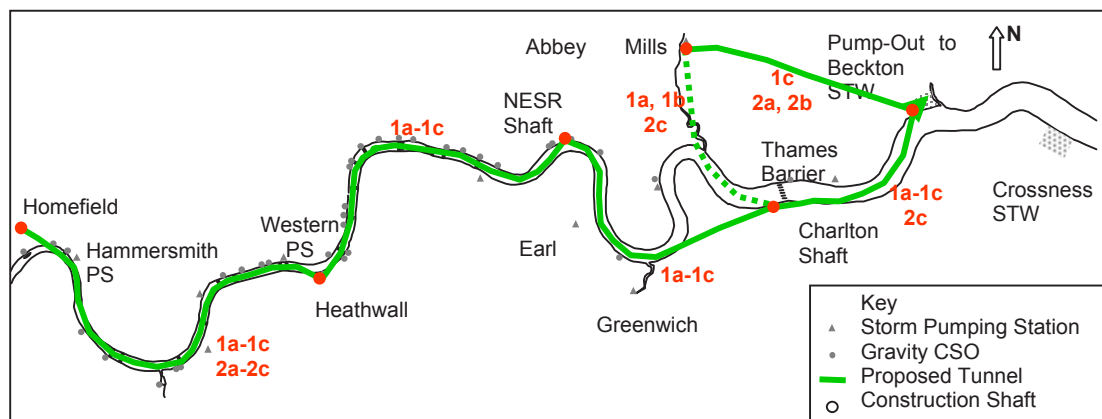 Abbey Mills
Pump-Out to
Beckton
STW
N
1c
2a, 2b
1a, 1b
2c
NESR
Shaft
1a-1c
Thames
Barrier
1a-1c
2c
Crossness
STW
Homefield
Hammersmith
PS
Western
PS
Earl
Charlton
Shaft
1a-1c
Heathwall
Greenwich
1a-1c
2a-2c
Key
Storm Pumping Station
Gravity CSO
Proposed Tunnel
Construction Shaft